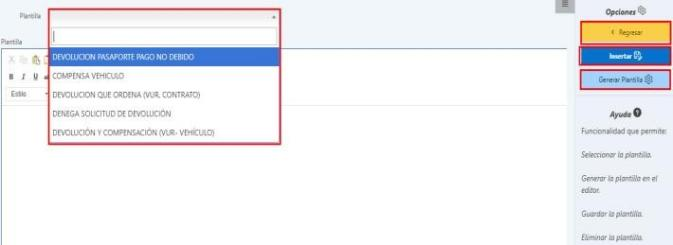 Plantilla
DEVOLUCION PASAPORTE PAGO NO DEBIDO
COMPENSA VEHICULO
DEVOLUCION QUE ORDENA (VUR, CONTRATO)
DENEGA SOLICITUD DE DEVOLUCIÓN
DEVOLUCIÓN Y COMPENSACIÓN (VUR- VEHÍCULO)
Plantilla
B I U
Estilo
Opciones
Regresar
Insertar
Generar Plantilla
Ayuda
Funcionalidad que permite:
Seleccionar la plantilla.
Generar la plantilla en el
editor.
Guardar la plantilla.
Eliminar la plantilla.